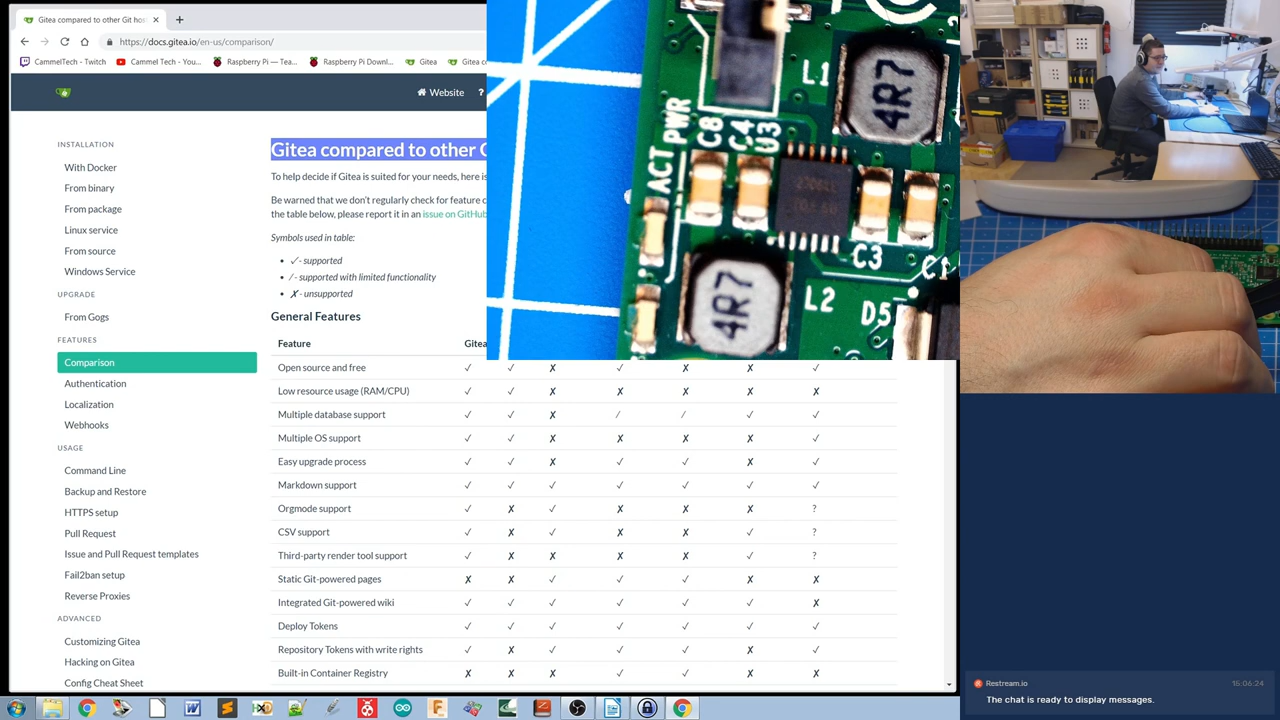 Gitea compared to other Git hos
https://docs.gitea.io/en-us/comparison/
CammelTech - Twitch
Cammel Tech - You...
Raspberry Pi — Tea...
Raspberry Pi Downl...
Gitea
Gitea c
Website
?
INSTALLATION
With Docker
From binary
From package
Linux service
From source
Windows Service
UPGRADE
From Gogs
FEATURES
Comparison
Authentication
Localization
Webhooks
USAGE
Command Line
Backup and Restore
HTTPS setup
Pull Request
Issue and Pull Request templates
Fail2ban setup
Reverse Proxies
ADVANCED
Customizing Gitea
Hacking on Gitea
Config Cheat Sheet
Gitea compared to other
To help decide if Gitea is suited for your needs, here is
Be warned that we don't regularly check for feature c
the table below, please report it in an issue on GitHub
Symbols used in table:
✓ - supported
⁄ - supported with limited functionality
✗ - unsupported
General Features
Feature Gitea
Open source and free ✓ ✓ ✗ ✓ ✗ ✗ ✓
Low resource usage (RAM/CPU) ✓ ✓ ✗ ✗ ✗ ✗ ✗
Multiple database support ✓ ✓ ✗ ⁄ ⁄ ✓ ✓
Multiple OS support ✓ ✓ ✗ ✗ ✗ ✗ ✓
Easy upgrade process ✓ ✓ ✗ ✓ ✓ ✗ ✓
Markdown support ✓ ✓ ✓ ✓ ✓ ✓ ✓
Orgmode support ✓ ✗ ✓ ✗ ✗ ✗ ?
CSV support ✓ ✗ ✓ ✗ ✗ ✓ ?
Third-party render tool support ✓ ✗ ✗ ✗ ✗ ✓ ?
Static Git-powered pages ✗ ✗ ✓ ✓ ✓ ✗ ✗
Integrated Git-powered wiki ✓ ✓ ✓ ✓ ✓ ✓ ✗
Deploy Tokens ✓ ✓ ✓ ✓ ✓ ✓ ✓
Repository Tokens with write rights ✓ ✗ ✓ ✓ ✓ ✗ ✓
Built-in Container Registry ✗ ✗ ✗ ✓ ✓ ✗ ✗
L1
4R7
PWR
ACT
C8
C4
U3
C3
C1
4R7
L2
D5
Restream.io
15:06:24
The chat is ready to display messages.